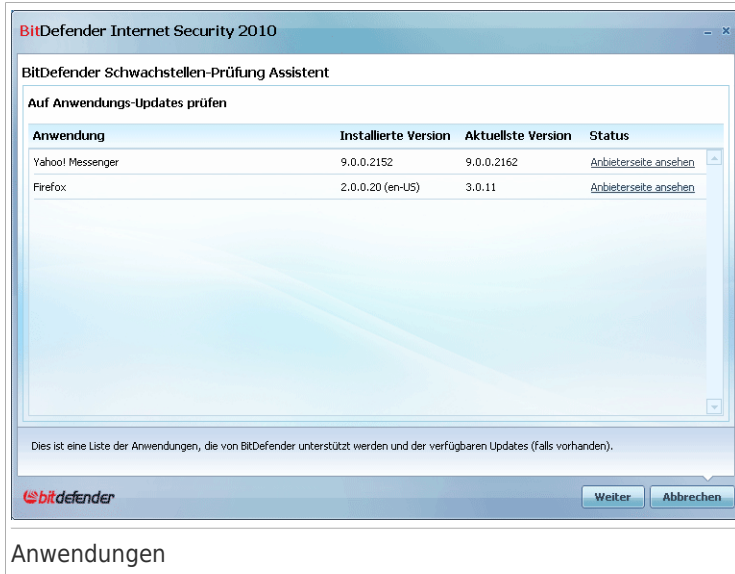 BitDefender Internet Security 2010
BitDefender Schwachstellen-Prüfung Assistent
Auf Anwendungs-Updates prüfen
Anwendung Installierte Version Aktuellste Version Status
Yahoo! Messenger 9.0.0.2152 9.0.0.2162 Anbieterseite ansehen
Firefox 2.0.0.20 (en-US) 3.0.11 Anbieterseite ansehen
Dies ist eine Liste der Anwendungen, die von BitDefender unterstützt werden und der verfügbaren Updates (falls vorhanden).
bitdefender Weiter Abbrechen
Anwendungen